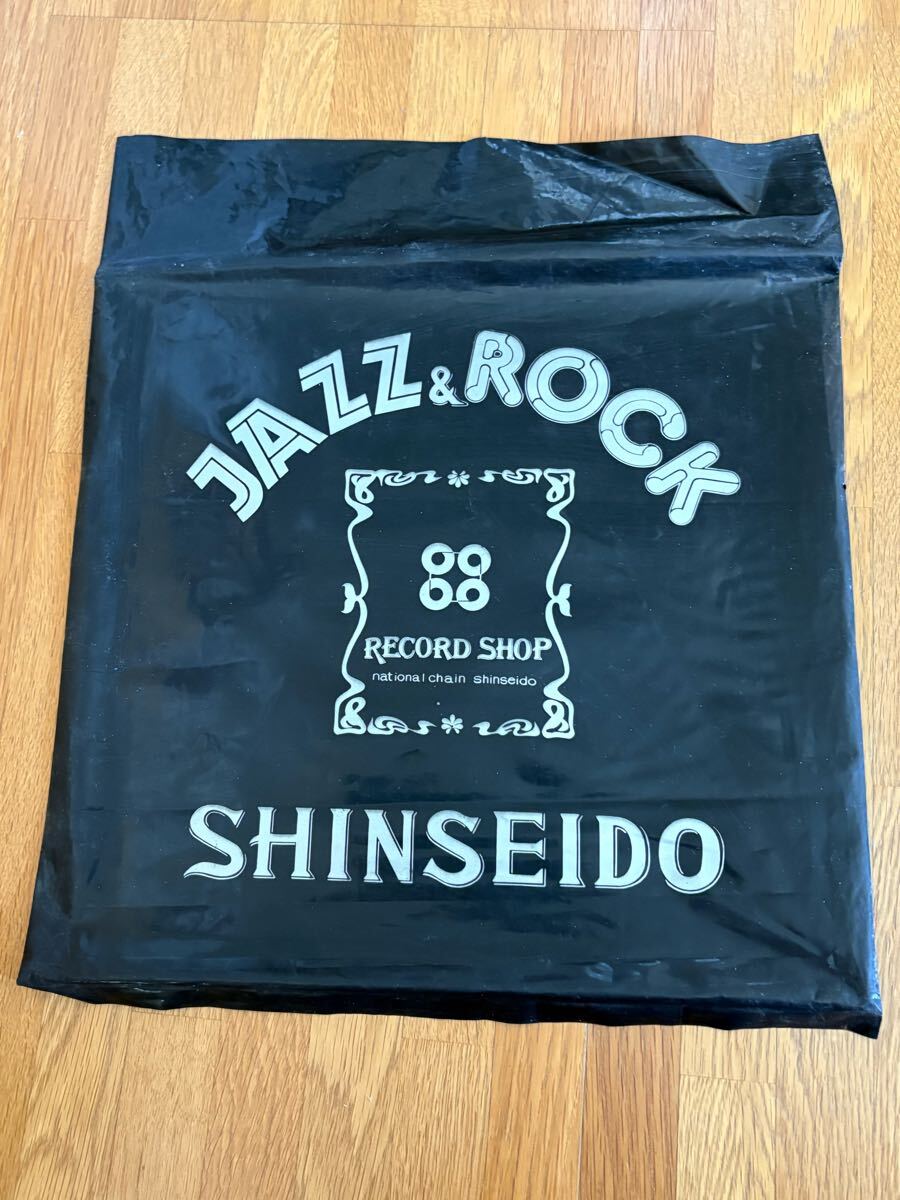 JAZZ & ROCK
RECORD SHOP
national chain shinseido
SHINSEIDO